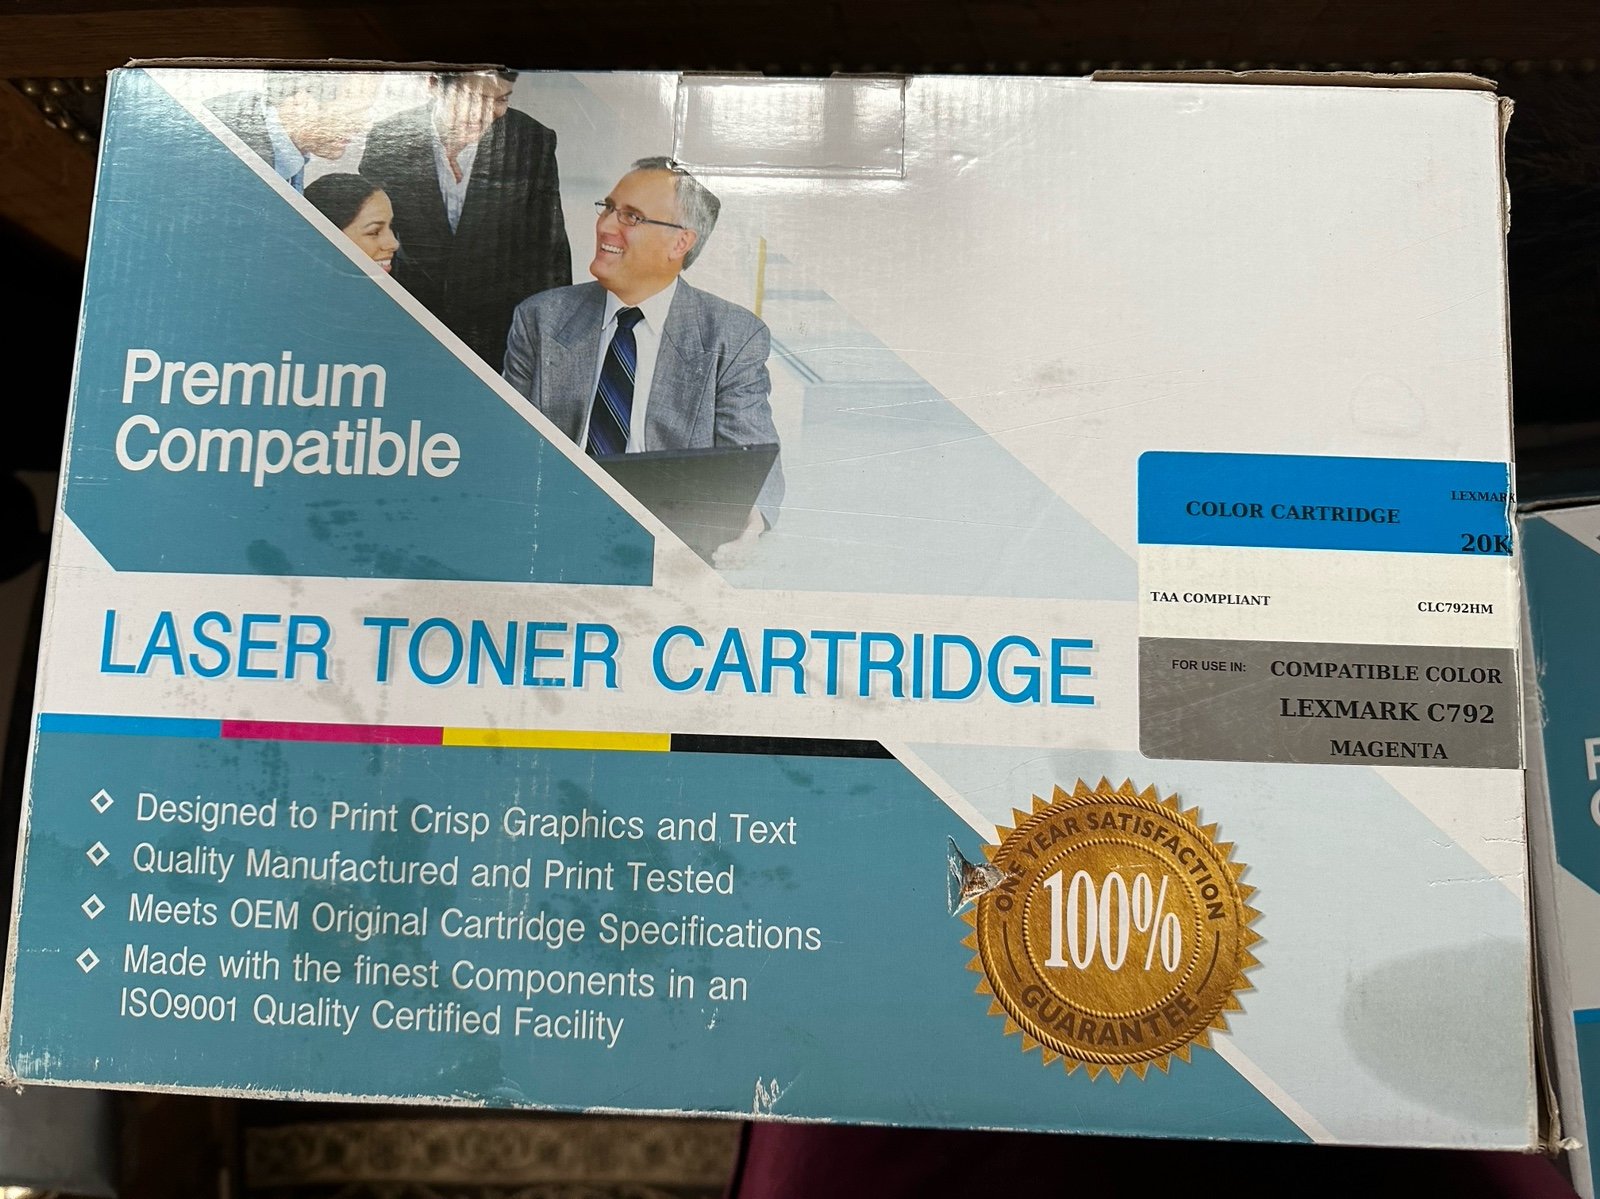 Premium
Compatible
LASER TONER CARTRIDGE
Designed to Print Crisp Graphics and Text
Quality Manufactured and Print Tested
Meets OEM Original Cartridge Specifications
Made with the finest Components in an
ISO9001 Quality Certified Facility
LEXMARK
COLOR CARTRIDGE
20K
TAA COMPLIANT CLC792HM
FOR USE IN: COMPATIBLE COLOR
LEXMARK C792
MAGENTA
ONE YEAR SATISFACTION
100%
GUARANTEE